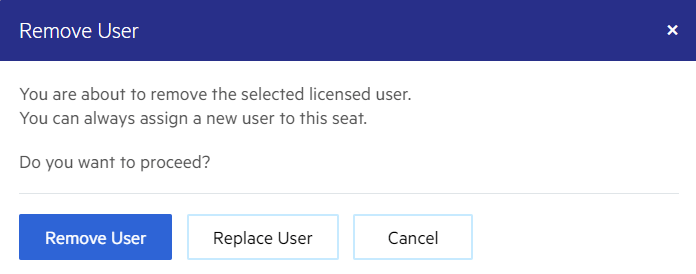 Remove User
×
You are about to remove the selected licensed user.
You can always assign a new user to this seat.
Do you want to proceed?
Remove User
Replace User
Cancel